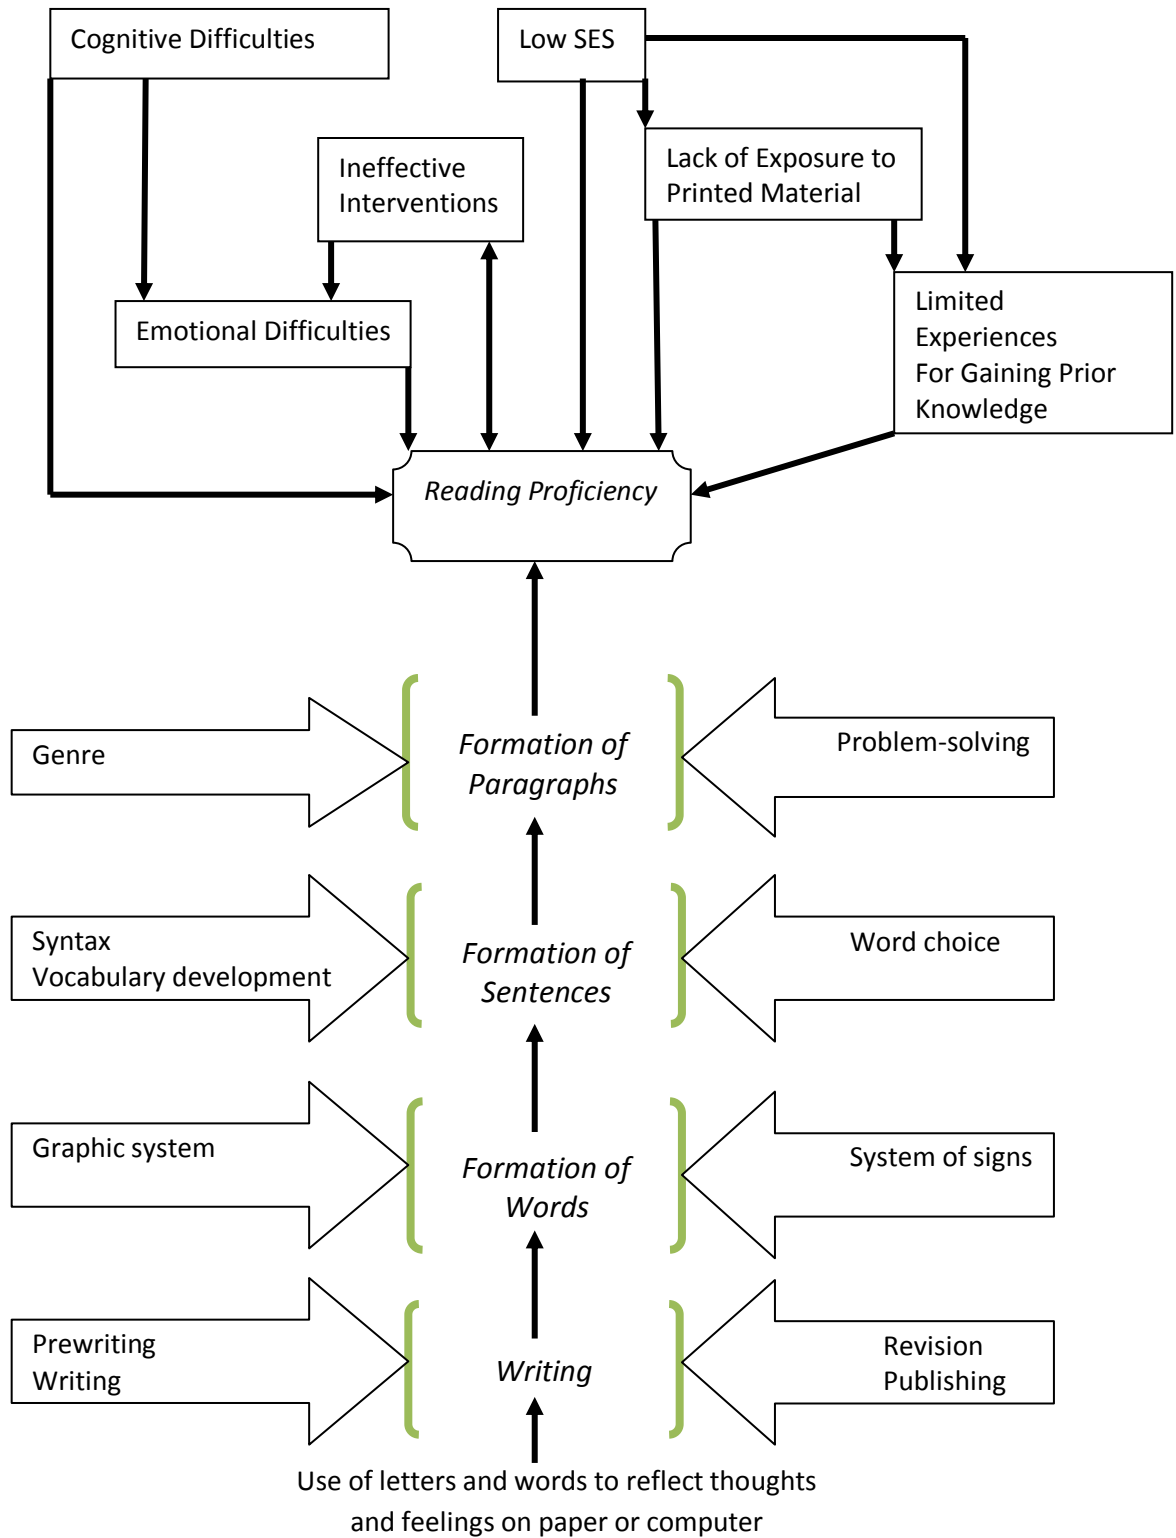 Cognitive Difficulties
Low SES
Ineffective
Interventions
Lack of Exposure to
Printed Material
Emotional Difficulties
Limited
Experiences
For Gaining Prior
Knowledge
Reading Proficiency
Genre
Formation of
Paragraphs
Problem-solving
Syntax
Vocabulary development
Formation of
Sentences
Word choice
Graphic system
Formation of
Words
System of signs
Prewriting
Writing
Writing
Revision
Publishing
Use of letters and words to reflect thoughts
and feelings on paper or computer